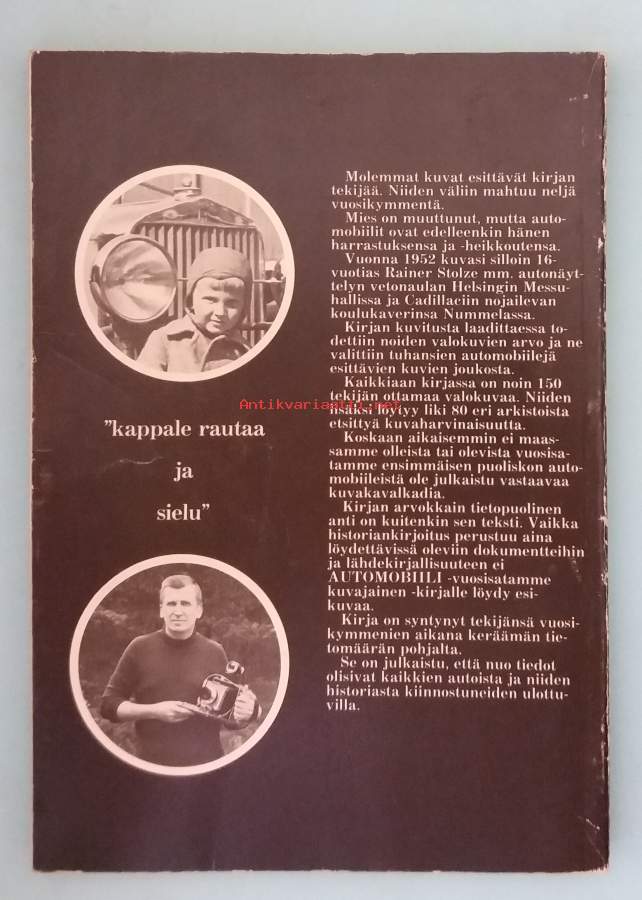 "kappale rautaa
ja
sielu"
Molemmat kuvat esittävät kirjan
tekijää. Niiden väliin mahtuu neljä
vuosikymmentä.
Mies on muuttunut, mutta auto-
mobiilit ovat edelleenkin hänen
harrastuksensa ja -heikkoutensa.
Vuonna 1952 kuvasi silloin 16-
vuotias Rainer Stolze mm. autonäyt-
telyn vetonaulan Helsingin Messu-
hallissa ja Cadillaciin nojailevan
koulukaverinsa Nummelassa.
Kirjan kuvitusta laadittaessa to-
dettiin noiden valokuvien arvo ja ne
valittiin tuhansien automobiilejä
esittävien kuvien joukosta.
Kaikkiaan kirjassa on noin 150
tekijän ottamaa valokuvaa. Niiden
lisäksi löytyy liki 80 eri arkistoista
etsittyä kuvaharvinaisuutta.
Koskaan aikaisemmin ei maas-
samme olleista tai olevista vuosisa-
tamme ensimmäisen puoliskon auto-
mobiileistä ole julkaistu vastaavaa
kuvakavalkadia.
Kirjan arvokkain tietopuolinen
anti on kuitenkin sen teksti. Vaikka
historiankirjoitus perustuu aina
löydettävissä oleviin dokumentteihin
ja lähdekirjallisuuteen ei
AUTOMOBIILI -vuosisatamme
kuvajainen -kirjalle löydy esi-
kuvaa.
Kirja on syntynyt tekijänsä vuosi-
kymmenien aikana keräämän tie-
tomäärän pohjalta.
Se on julkaistu, että nuo tiedot
olisivat kaikkien autoista ja niiden
historiasta kiinnostuneiden ulottu-
villa.
Antikvariaatti.net